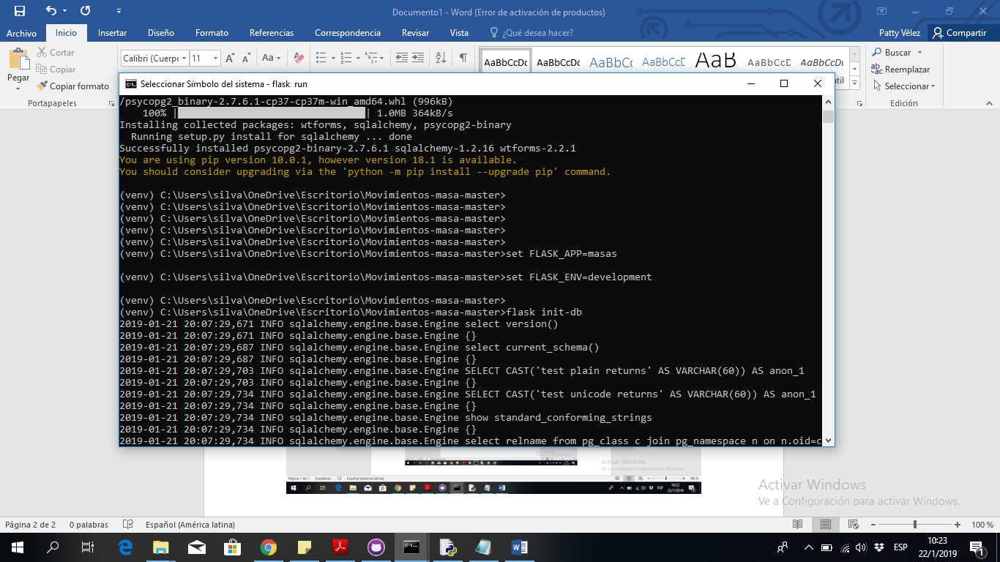 Documento1 - Word (Error de activación de productos)
Archivo Inicio Insertar Diseño Formato Referencias Correspondencia Revisar Vista ¿Qué desea hacer? Patty Vèlez Compartir
Pegar
Cortar
Copiar
Copiar formato
Portapapeles
Calibri (Cuerpo 11
AaBbCcDc AaBbCcDc AaBbCc AaBbCcD AaB AaBbCcD AaBbCcDc
Buscar
Reemplazar
Seleccionar
Edición
Seleccionar Símbolo del sistema - flask run
/psycopg2_binary-2.7.6.1-cp37-cp37m-win_amd64.whl (996kB)
100% | | 1.0MB 364kB/s
Installing collected packages: wtforms, sqlalchemy, psycopg2-binary
Running setup.py install for sqlalchemy ... done
Successfully installed psycopg2-binary-2.7.6.1 sqlalchemy-1.2.16 wtforms-2.2.1
You are using pip version 10.0.1, however version 18.1 is available.
You should consider upgrading via the 'python -m pip install --upgrade pip' command.
(venv) C:\Users\silva\OneDrive\Escritorio\Movimientos-masa-master>
(venv) C:\Users\silva\OneDrive\Escritorio\Movimientos-masa-master>
(venv) C:\Users\silva\OneDrive\Escritorio\Movimientos-masa-master>
(venv) C:\Users\silva\OneDrive\Escritorio\Movimientos-masa-master>
(venv) C:\Users\silva\OneDrive\Escritorio\Movimientos-masa-master>
(venv) C:\Users\silva\OneDrive\Escritorio\Movimientos-masa-master>set FLASK_APP=masas
(venv) C:\Users\silva\OneDrive\Escritorio\Movimientos-masa-master>set FLASK_ENV=development
(venv) C:\Users\silva\OneDrive\Escritorio\Movimientos-masa-master>
(venv) C:\Users\silva\OneDrive\Escritorio\Movimientos-masa-master>flask init-db
2019-01-21 20:07:29,671 INFO sqlalchemy.engine.base.Engine select version()
2019-01-21 20:07:29,671 INFO sqlalchemy.engine.base.Engine {}
2019-01-21 20:07:29,687 INFO sqlalchemy.engine.base.Engine select current_schema()
2019-01-21 20:07:29,687 INFO sqlalchemy.engine.base.Engine {}
2019-01-21 20:07:29,703 INFO sqlalchemy.engine.base.Engine SELECT CAST('test plain returns' AS VARCHAR(60)) AS anon_1
2019-01-21 20:07:29,703 INFO sqlalchemy.engine.base.Engine {}
2019-01-21 20:07:29,734 INFO sqlalchemy.engine.base.Engine SELECT CAST('test unicode returns' AS VARCHAR(60)) AS anon_1
2019-01-21 20:07:29,734 INFO sqlalchemy.engine.base.Engine {}
2019-01-21 20:07:29,734 INFO sqlalchemy.engine.base.Engine show standard_conforming_strings
2019-01-21 20:07:29,734 INFO sqlalchemy.engine.base.Engine {}
2019-01-21 20:07:29,734 INFO sqlalchemy.engine.base.Engine select relname from pg_class c join pg_namespace n on n.oid=c
Activar Windows
Ve a Configuración para activar Windows.
Página 2 de 2 0 palabras Español (América latina) 100 %
ESP 10:23
22/1/2019